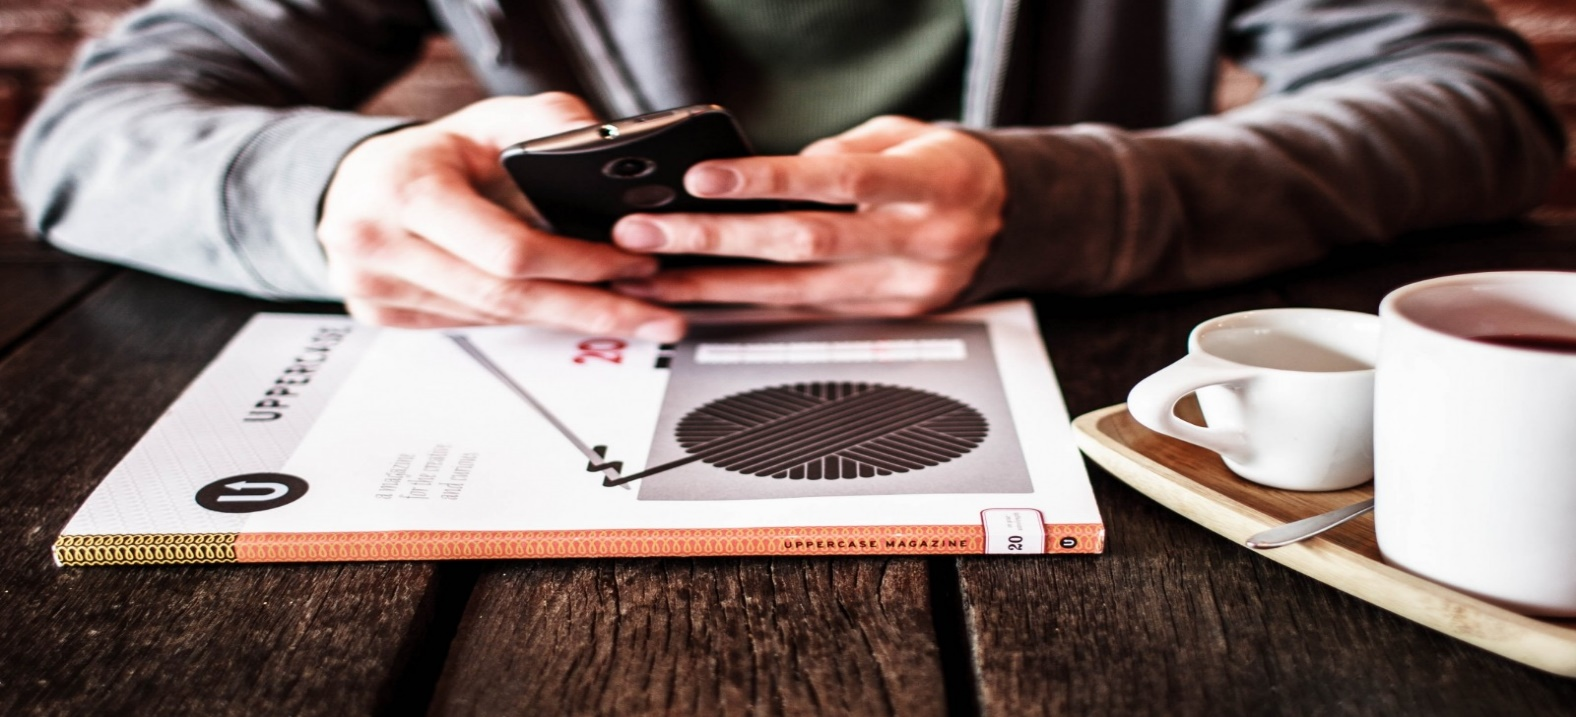 UPPERCASE
20
a magazine
for the creative
and curious
U
UPPERCASE MAGAZINE
20
U